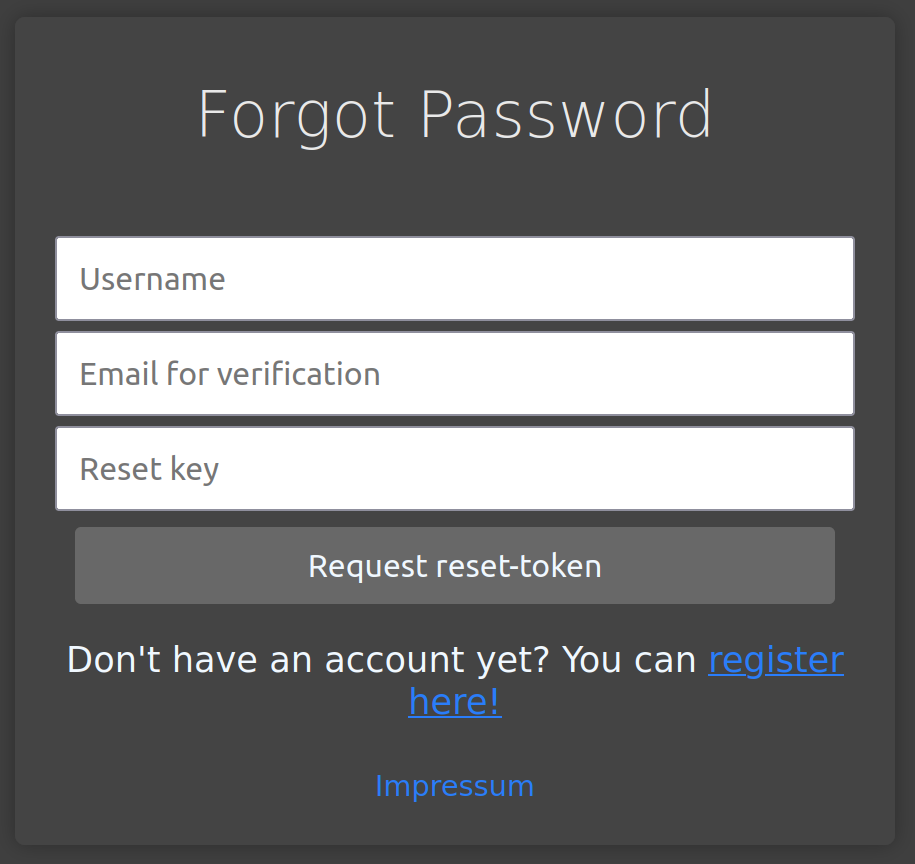 Forgot Password
Username
Email for verification
Reset key
Request reset-token
Don't have an account yet? You can register
here!
Impressum